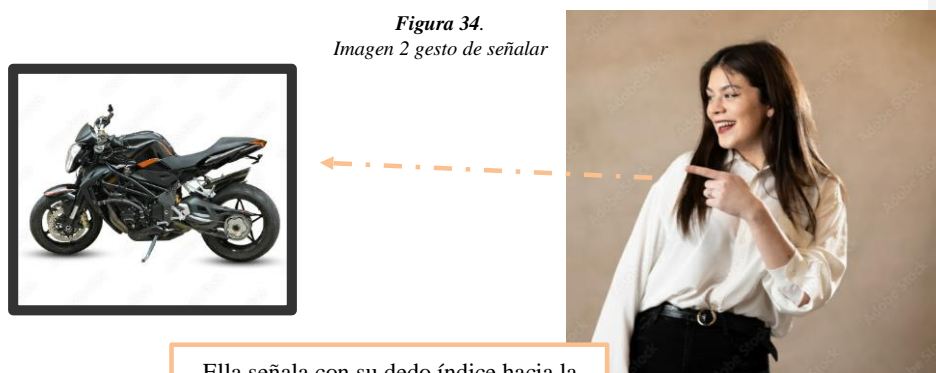 Figura 34.
Imagen 2 gesto de señalar
Ella señala con su dedo índice hacia la